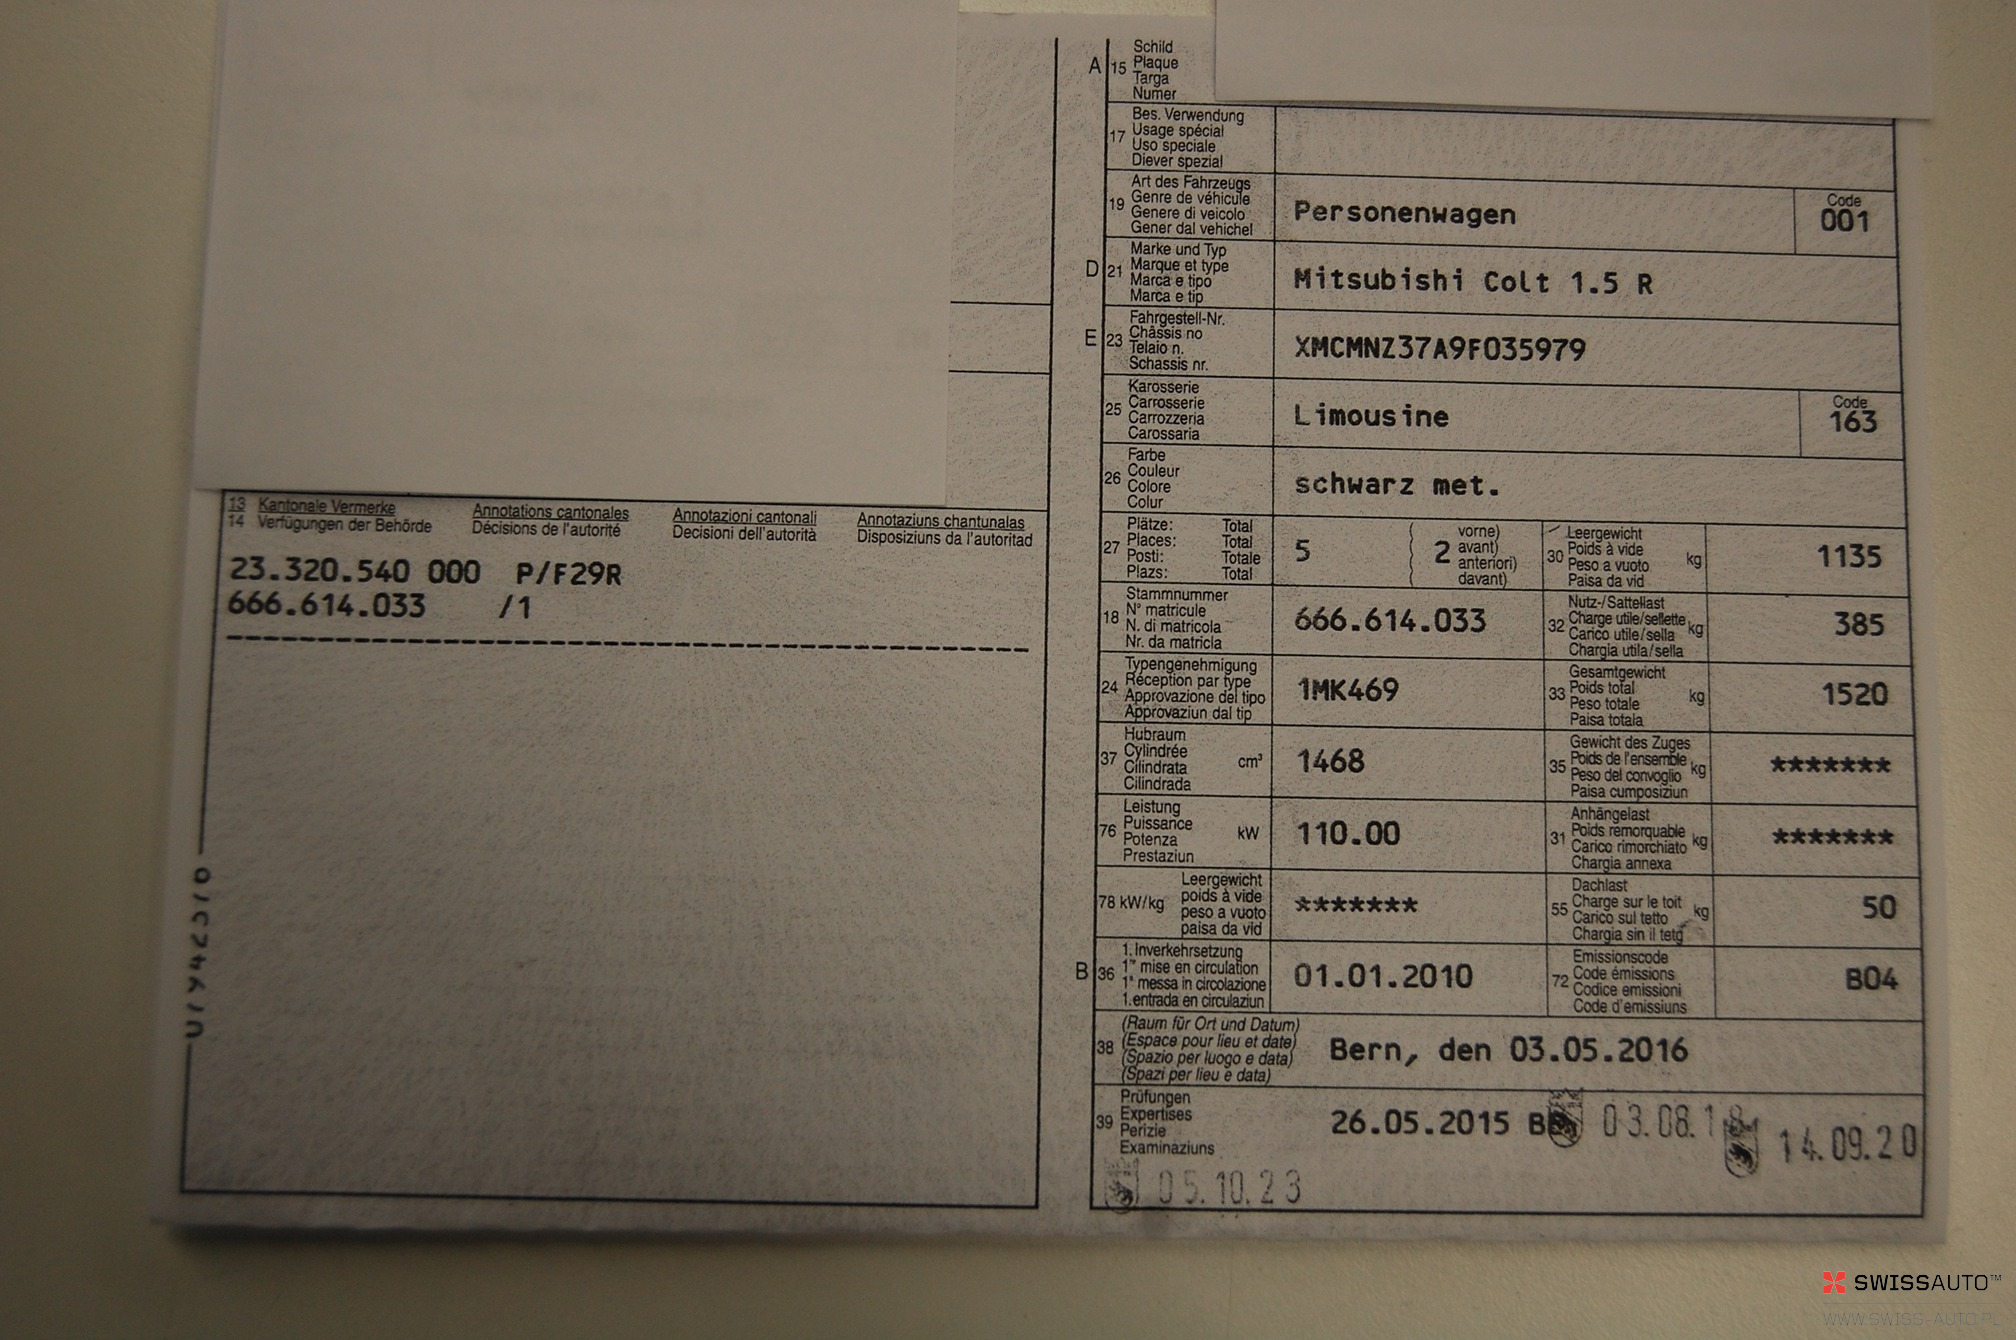 A 15 Schild
Plaque
Targa
Numer
17 Bes. Verwendung
Usage spécial
Uso speciale
Diever spezial
19 Art des Fahrzeugs
Genre de véhicule
Genere di veicolo
Gener dal vehichel
Personenwagen
Code
001
D 21 Marke und Typ
Marque et type
Marca e tipo
Marca e tip
Mitsubishi Colt 1.5 R
E 23 Fahrgestell-Nr.
Châssis no
Telaio n.
Schassis nr.
XMCMNZ37A9F035979
25 Karosserie
Carrosserie
Carrozzeria
Carossaria
Limousine
Code
163
26 Farbe
Couleur
Colore
Colur
schwarz met.
13 Kantonale Vermerke Annotations cantonales Annotazioni cantonali Annotaziuns chantunalas
14 Verfügungen der Behörde Décisions de l'autorité Decisioni dell'autorità Disposiziuns da l'autoritad
23.320.540 000 P/F29R
666.614.033 /1
27 Plätze: Total
Places: Total
Posti: Totale
Plazs: Total
5
2
vorne)
avant)
anteriori)
davant)
30 Leergewicht
Poids à vide
Peso a vuoto
Paisa da vid
kg
1135
18 Stammnummer
N° matricule
N. di matricola
Nr. da matricla
666.614.033
32 Nutz-/Sattellast
Charge utile/sellette
Carico utile/sella
Chargia utila/sella
kg
385
24 Typengenehmigung
Réception par type
Approvazione del tipo
Approvaziun dal tip
1MK469
33 Gesamtgewicht
Poids total
Peso totale
Paisa totala
kg
1520
37 Hubraum
Cylindrée
Cilindrata
Cilindrada
cm³
1468
35 Gewicht des Zuges
Poids de l'ensemble
Peso del convoglio
Paisa cumposiziun
kg
*******
76 Leistung
Puissance
Potenza
Prestaziun
kW
110.00
31 Anhängelast
Poids remorquable
Carico rimorchiato
Chargia annexa
kg
*******
78 kW/kg Leergewicht
poids à vide
peso a vuoto
paisa da vid
*******
55 Dachlast
Charge sur le toit
Carico sul tetto
Chargia sin il tetg
kg
50
B 36 1. Inverkehrsetzung
1re mise en circulation
1a messa in circolazione
1. entrada en circulaziun
01.01.2010
72 Emissionscode
Code émissions
Codice emissioni
Code d'emissiuns
B04
38 (Raum für Ort und Datum)
(Espace pour lieu et date)
(Spazio per luogo e data)
(Spazi per lieu e data)
Bern, den 03.05.2016
39 Prüfungen
Expertises
Perizie
Examinaziuns
26.05.2015
14.09.20
05.10.23
SWISSAUTO™
WWW.SWISS-AUTO.PL